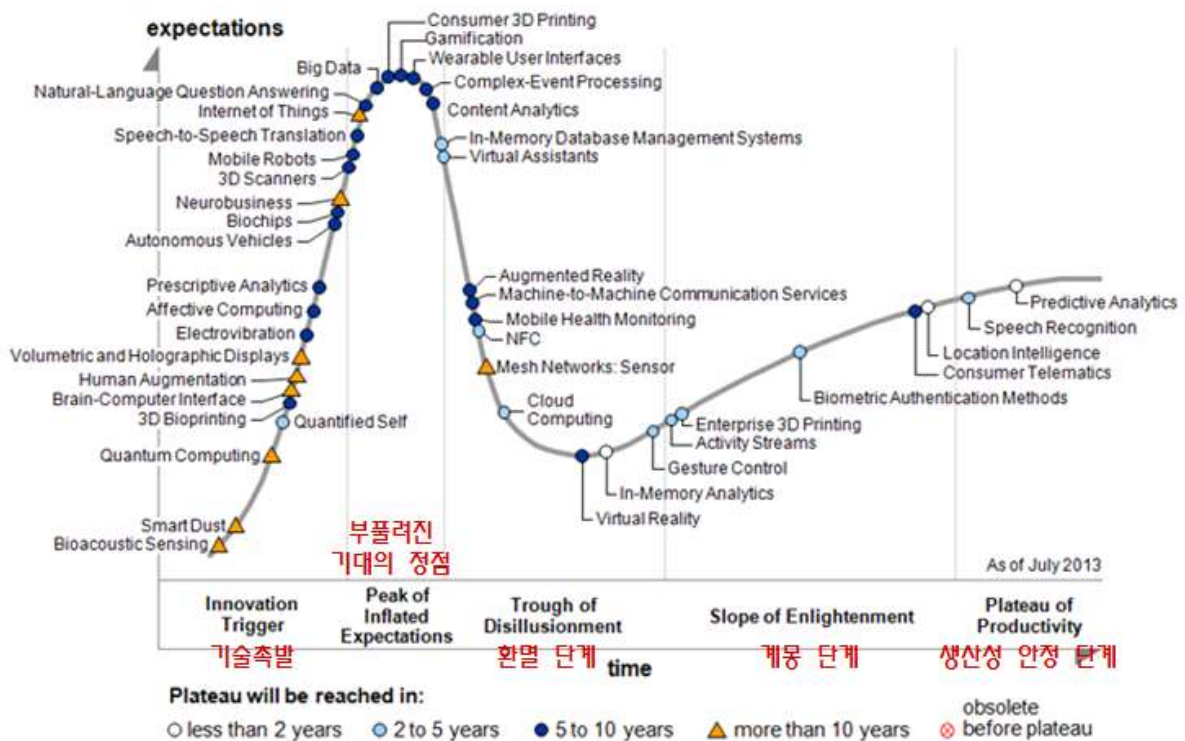 expectations
Consumer 3D Printing
Gamification
Wearable User Interfaces
Big Data
Complex-Event Processing
Natural-Language Question Answering
Content Analytics
Internet of Things
Speech-to-Speech Translation
In-Memory Database Management Systems
Mobile Robots
Virtual Assistants
3D Scanners
Neurobusiness
Biochips
Autonomous Vehicles
Augmented Reality
Prescriptive Analytics
Machine-to-Machine Communication Services
Affective Computing
Mobile Health Monitoring
Electrovibration
NFC
Volumetric and Holographic Displays
Mesh Networks: Sensor
Human Augmentation
Brain-Computer Interface
3D Bioprinting
Quantified Self
Cloud
Computing
Quantum Computing
Smart Dust
Bioacoustic Sensing
Predictive Analytics
Speech Recognition
Location Intelligence
Consumer Telematics
Biometric Authentication Methods
Enterprise 3D Printing
Activity Streams
Gesture Control
In-Memory Analytics
Virtual Reality
부풀려진
기대의 정점
As of July 2013
Innovation
Trigger
기술촉발
Peak of
Inflated
Expectations
Trough of
Disillusionment
환멸 단계
Slope of Enlightenment
계몽 단계
Plateau of
Productivity
생산성 안정 단계
time
Plateau will be reached in:
less than 2 years
2 to 5 years
5 to 10 years
more than 10 years
obsolete
before plateau